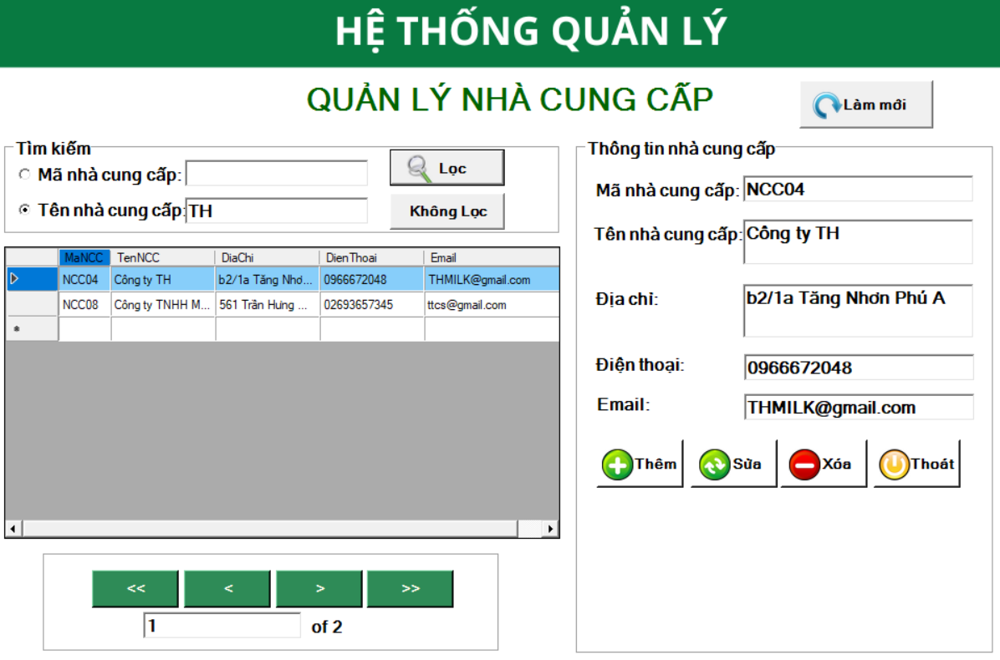 HỆ THỐNG QUẢN LÝ
QUẢN LÝ NHÀ CUNG CẤP
Làm mới
Tìm kiếm
Mã nhà cung cấp:
Lọc
Tên nhà cung cấp: TH
Không Lọc
MaNCC TenNCC DiaChi DienThoai Email
NCC04 Công ty TH b2/1a Tăng Nhơ... 0966672048 THMILK@gmail.com
NCC08 Công ty TNHH M... 561 Trần Hưng ... 02693657345 ttcs@gmail.com
<< < > >>
1 of 2
Thông tin nhà cung cấp
Mã nhà cung cấp: NCC04
Tên nhà cung cấp: Công ty TH
Địa chỉ: b2/1a Tăng Nhơn Phú A
Điện thoại: 0966672048
Email: THMILK@gmail.com
Thêm Sửa Xóa Thoát